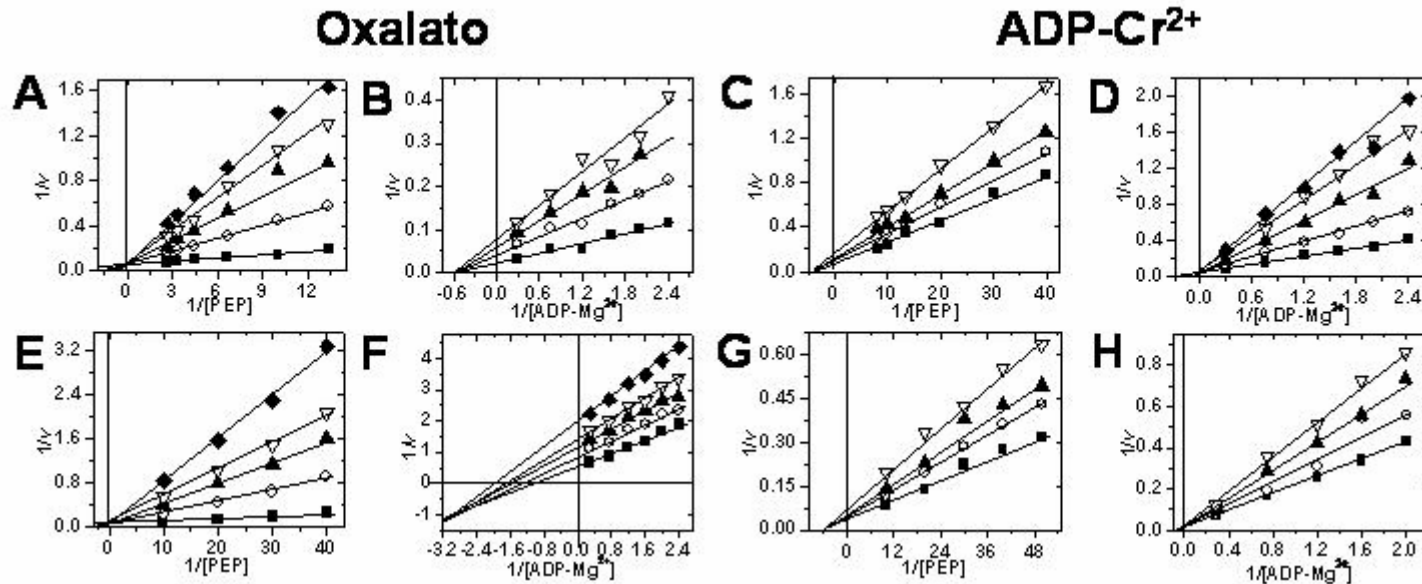 Oxalato
ADP-Cr²⁺
A
1/v
1.6
1.2
0.8
0.4
0.0
0 3 6 9 12
1/[PEP]
B
1/v
0.4
0.3
0.2
0.1
0.0
-0.6 0.0 0.6 1.2 1.8 2.4
1/[ADP-Mg²⁺]
C
1/v
1.6
1.2
0.8
0.4
0.0
0 10 20 30 40
1/[PEP]
D
1/v
2.0
1.6
1.2
0.8
0.4
0.0
0.0 0.6 1.2 1.8 2.4
1/[ADP-Mg²⁺]
E
1/v
3.2
2.4
1.6
0.8
0.0
0 10 20 30 40
1/[PEP]
F
1/v
4
3
2
1
0
-1
-3.2 -2.4 -1.6 -0.8 0.0 0.8 1.6 2.4
1/[ADP-Mg²⁺]
G
1/v
0.60
0.45
0.30
0.15
0.00
0 12 24 36 48
1/[PEP]
H
1/v
0.8
0.6
0.4
0.2
0.0
0.0 0.4 0.8 1.2 1.6 2.0
1/[ADP-Mg²⁺]